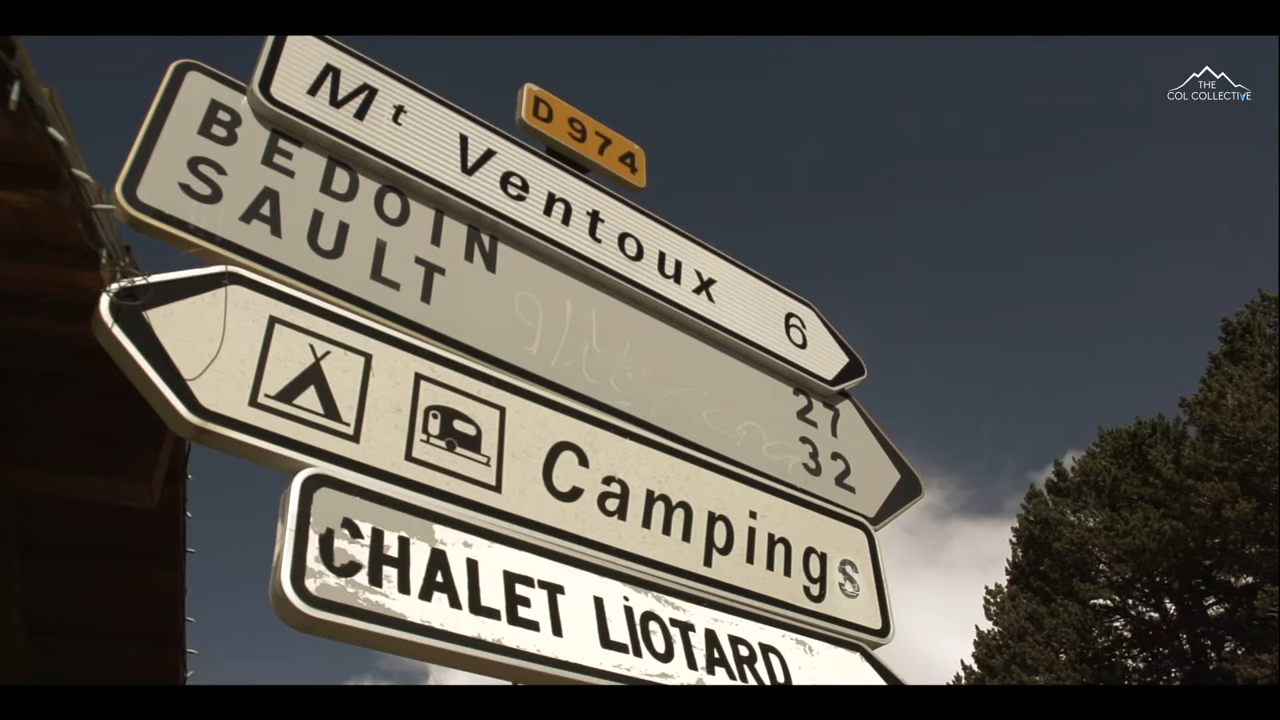 THE
COL COLLECTIVE
D 974
Mt Ventoux 6
BEDOIN 27
SAULT 32
Campings
CHALET LIOTARD